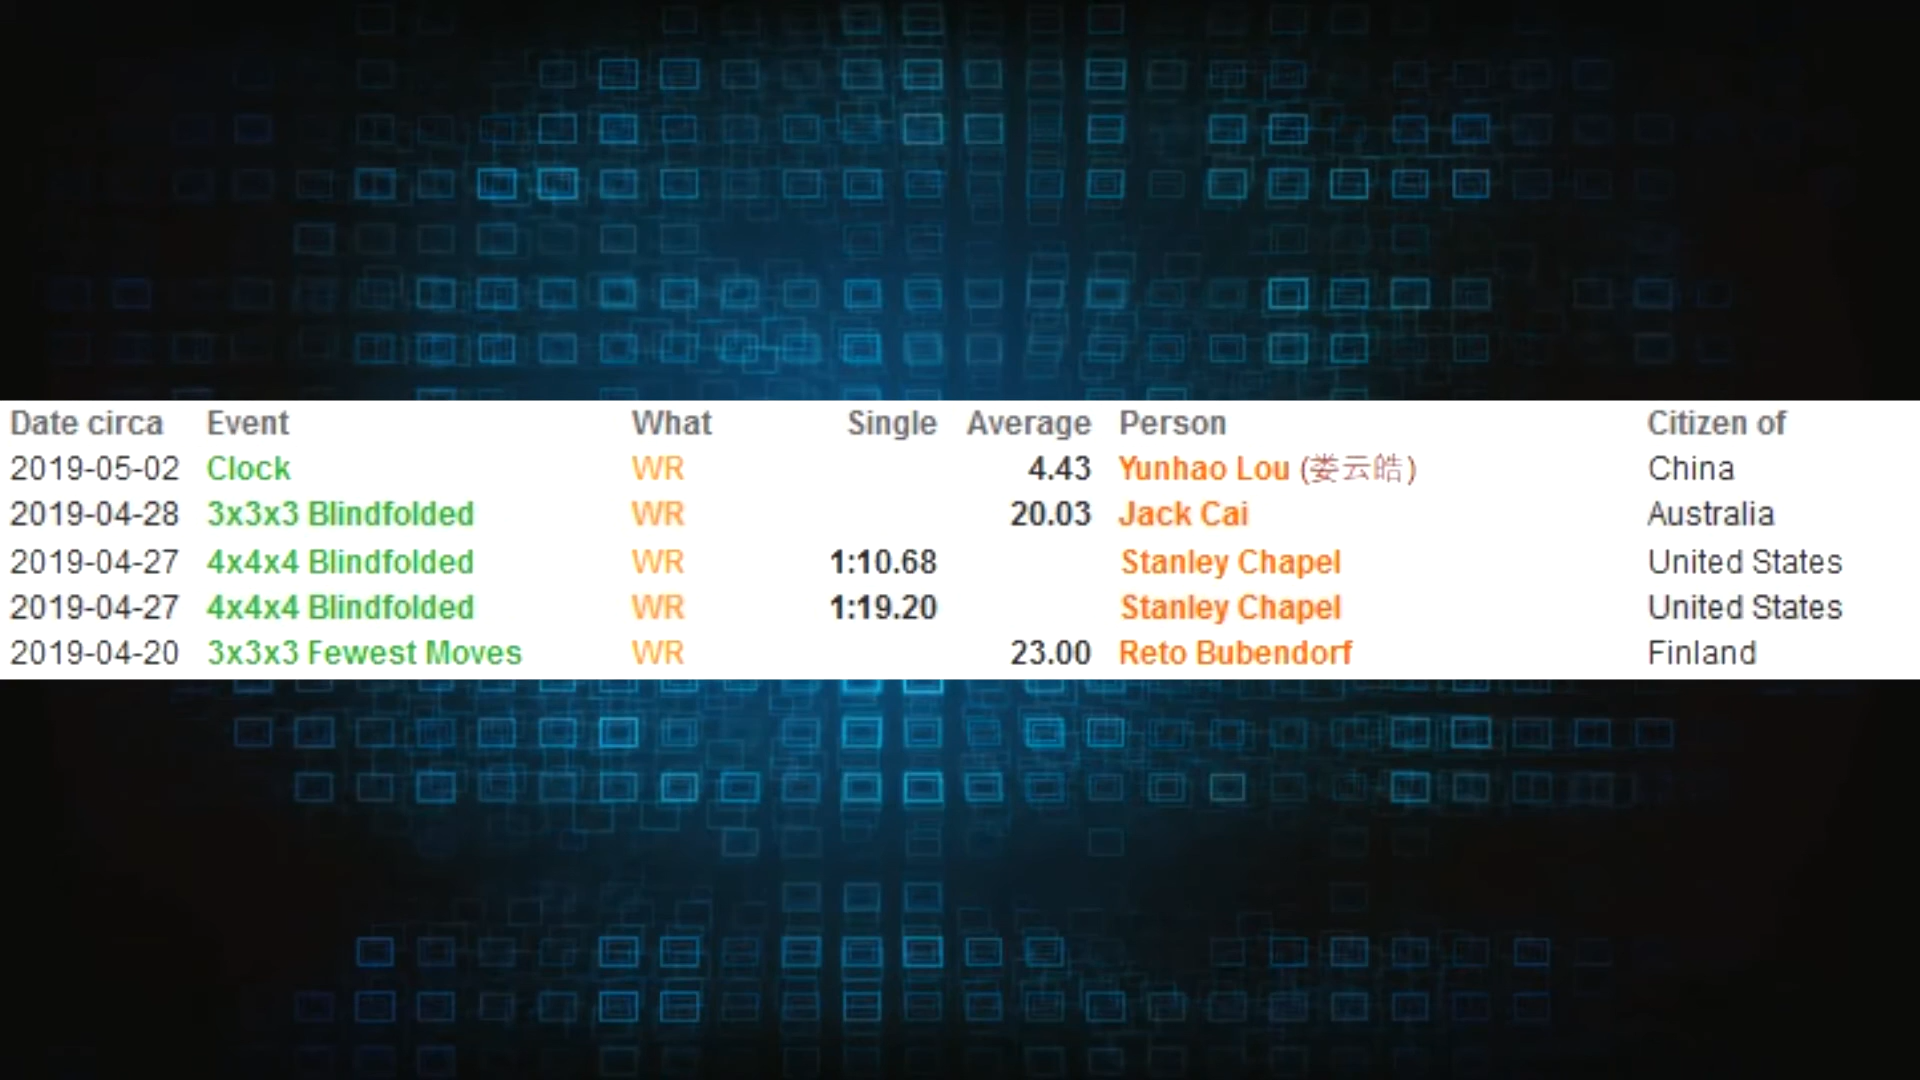 Date circa Event What Single Average Person Citizen of
2019-05-02 Clock WR 4.43 Yunhao Lou (娄云皓) China
2019-04-28 3x3x3 Blindfolded WR 20.03 Jack Cai Australia
2019-04-27 4x4x4 Blindfolded WR 1:10.68 Stanley Chapel United States
2019-04-27 4x4x4 Blindfolded WR 1:19.20 Stanley Chapel United States
2019-04-20 3x3x3 Fewest Moves WR 23.00 Reto Bubendorf Finland